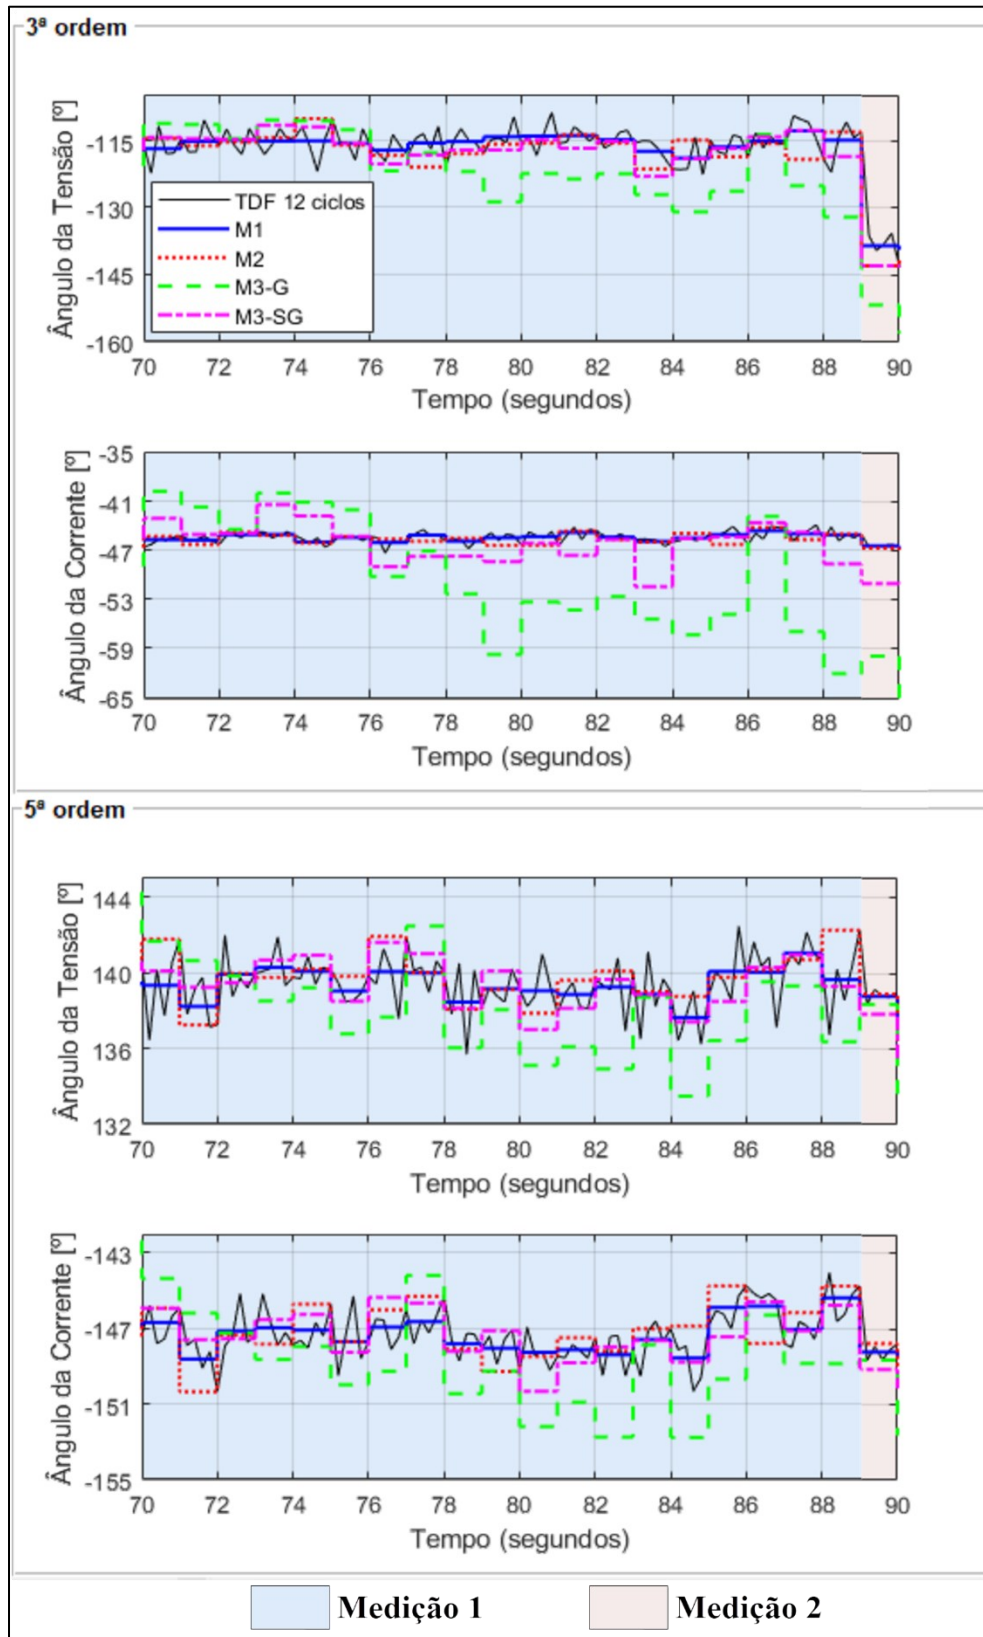 3ª ordem
Ângulo da Tensão [º]
-115
-130
-145
-160
TDF 12 ciclos
M1
M2
M3-G
M3-SG
70 72 74 76 78 80 82 84 86 88 90
Tempo (segundos)
Ângulo da Corrente [º]
-35
-41
-47
-53
-59
-65
70 72 74 76 78 80 82 84 86 88 90
Tempo (segundos)
5ª ordem
Ângulo da Tensão [º]
144
140
136
132
70 72 74 76 78 80 82 84 86 88 90
Tempo (segundos)
Ângulo da Corrente [º]
-143
-147
-151
-155
70 72 74 76 78 80 82 84 86 88 90
Tempo (segundos)
Medição 1 Medição 2